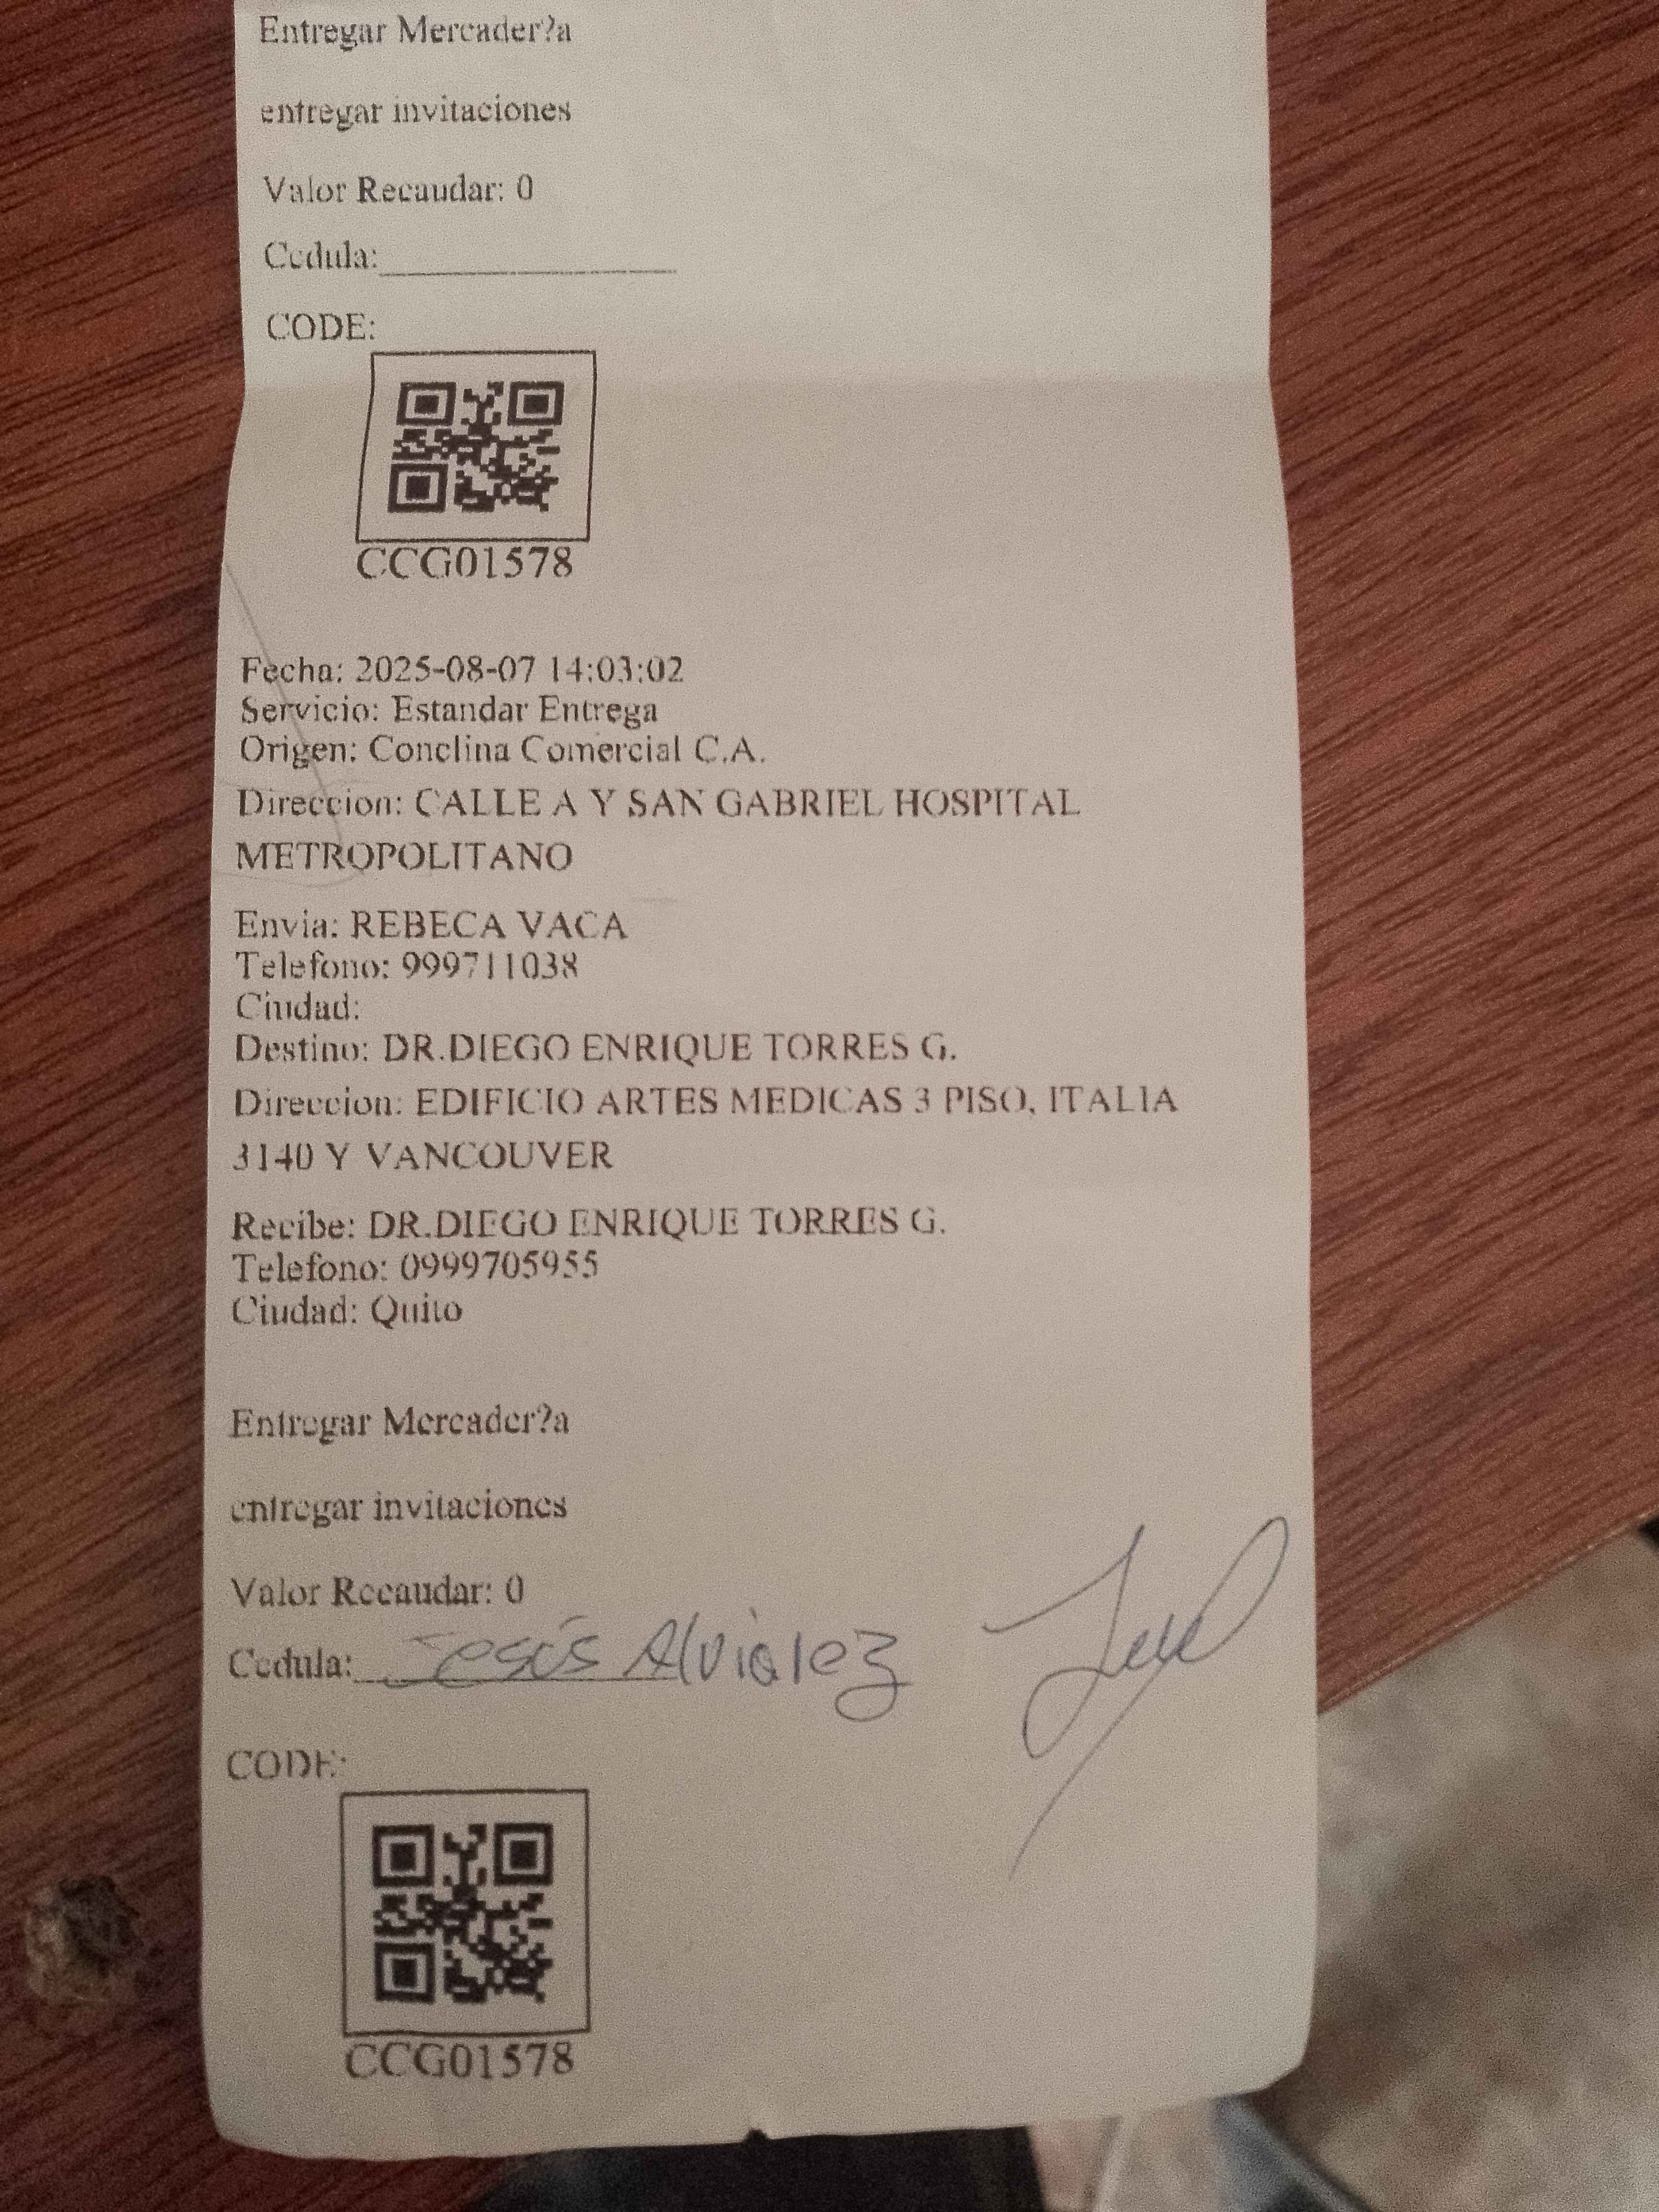 Entregar Mercader?a
entregar invitaciones
Valor Recaudar: 0
Cedula:
CODE:
CCG01578
Fecha: 2025-08-07 14:03:02
Servicio: Estandar Entrega
Origen: Conclina Comercial C.A.
Direccion: CALLE A Y SAN GABRIEL HOSPITAL
METROPOLITANO
Envia: REBECA VACA
Telefono: 999711038
Ciudad:
Destino: DR.DIEGO ENRIQUE TORRES G.
Direccion: EDIFICIO ARTES MEDICAS 3 PISO, ITALIA
3140 Y VANCOUVER
Recibe: DR.DIEGO ENRIQUE TORRES G.
Telefono: 0999705955
Ciudad: Quito
Entregar Mercader?a
entregar invitaciones
Valor Recaudar: 0
Cedula: Jesús
CODE:
CCG01578